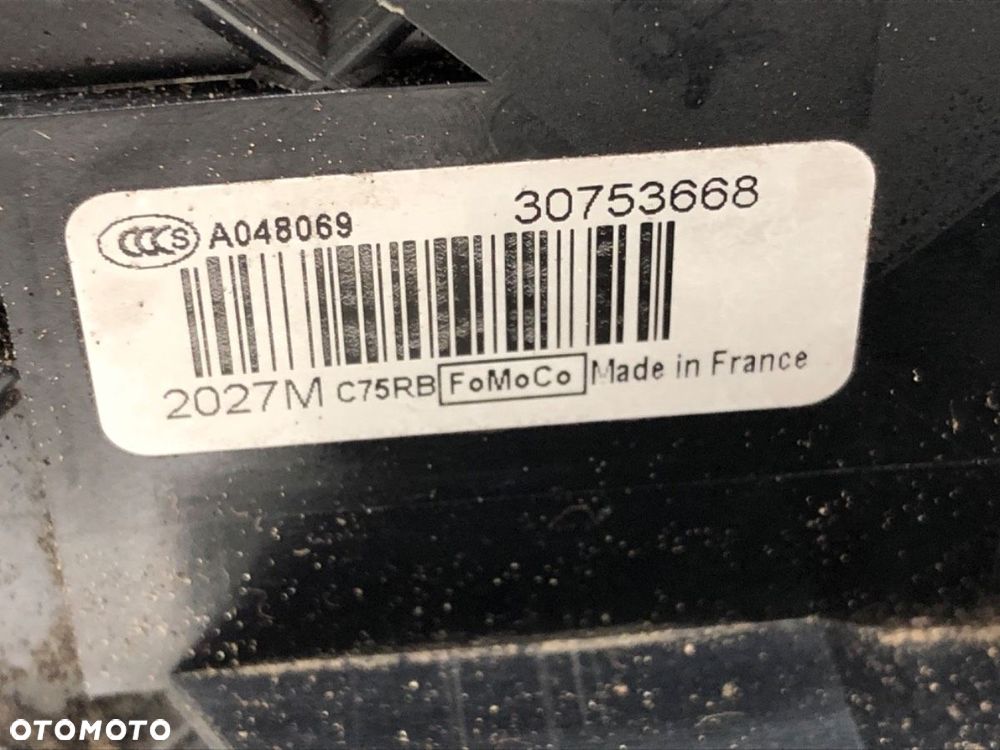 CCC S A048069 30753668
2027M C75RB FoMoCo Made in France
OTOMOTO